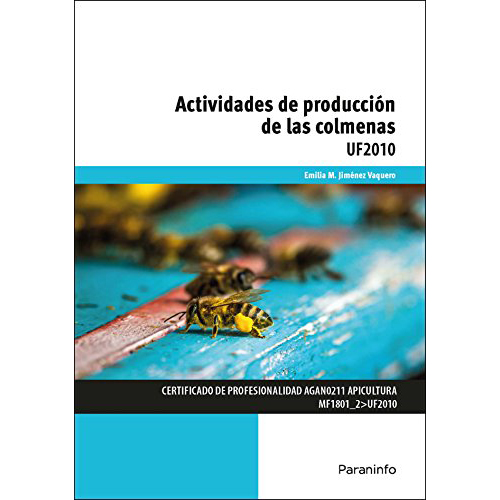 Actividades de producción
de las colmenas
UF2010
Emilia M. Jiménez Vaquero
CERTIFICADO DE PROFESIONALIDAD AGAN0211 APICULTURA
MF1801_2>UF2010
Paraninfo